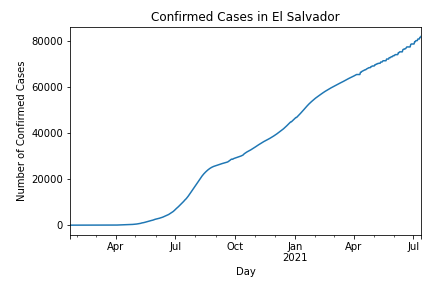 Confirmed Cases in El Salvador
Number of Confirmed Cases
80000
60000
40000
20000
0
Apr
Jul
Oct
Jan
2021
Apr
Jul
Day